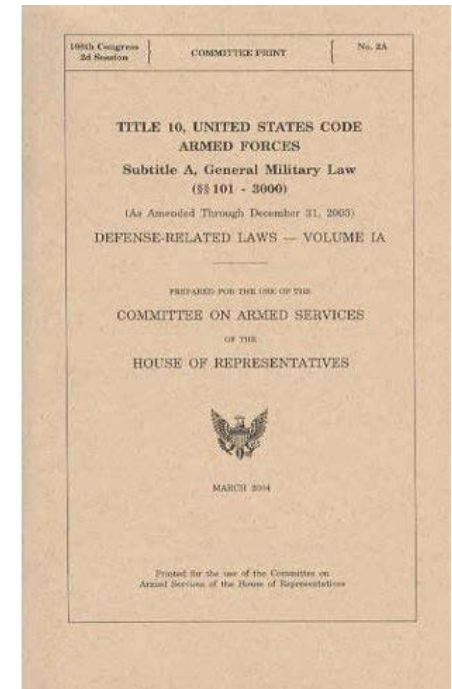 108th Congress
2d Session
COMMITTEE PRINT
No. 2A
TITLE 10, UNITED STATES CODE
ARMED FORCES
Subtitle A, General Military Law
(§§ 101 - 3000)
(As Amended Through December 31, 2003)
DEFENSE-RELATED LAWS — VOLUME IA
PREPARED FOR THE USE OF THE
COMMITTEE ON ARMED SERVICES
OF THE
HOUSE OF REPRESENTATIVES
MARCH 2004
Printed for the use of the Committee on
Armed Services of the House of Representatives